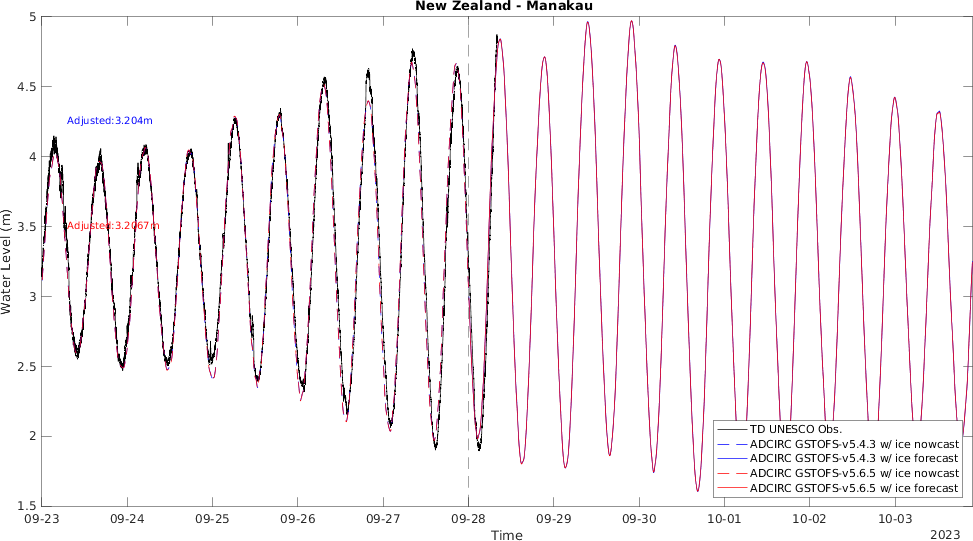 New Zealand - Manakau
5
4.5
4
3.5
3
2.5
2
1.5
Water Level (m)
Adjusted:3.204m
Adjusted:3.2067m
TD UNESCO Obs.
ADCIRC GSTOFS-v5.4.3 w/ ice nowcast
ADCIRC GSTOFS-v5.4.3 w/ ice forecast
ADCIRC GSTOFS-v5.6.5 w/ ice nowcast
ADCIRC GSTOFS-v5.6.5 w/ ice forecast
09-23 09-24 09-25 09-26 09-27 09-28 09-29 09-30 10-01 10-02 10-03
Time
2023